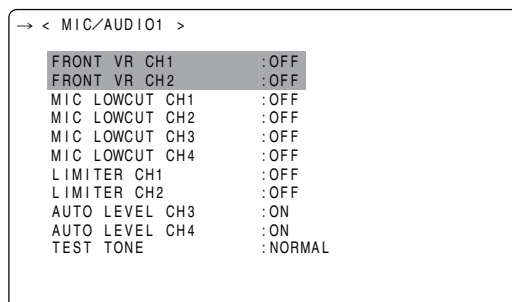 → < MIC/AUDIO1 >
FRONT VR CH1 :OFF
FRONT VR CH2 :OFF
MIC LOWCUT CH1 :OFF
MIC LOWCUT CH2 :OFF
MIC LOWCUT CH3 :OFF
MIC LOWCUT CH4 :OFF
LIMITER CH1 :OFF
LIMITER CH2 :OFF
AUTO LEVEL CH3 :ON
AUTO LEVEL CH4 :ON
TEST TONE :NORMAL